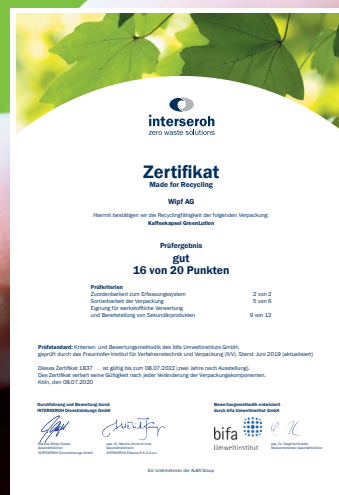 interseroh
zero waste solutions
Zertifikat
Made for Recycling
Wipf AG
Hiermit bestätigen wir die Recyclingfähigkeit der folgenden Verpackung:
Kaffeekapsel GreenLution
Prüfergebnis
gut
16 von 20 Punkten
Prüfkriterien
Zuordenbarkeit zum Erfassungssystem 2 von 2
Sortierbarkeit der Verpackung 5 von 6
Eignung für werkstoffliche Verwertung
und Bereitstellung von Sekundärprodukten 9 von 12
Prüfstandard: Kriterien- und Bewertungsmethodik des bifa Umweltinstituts GmbH,
geprüft durch das Fraunhofer-Institut für Verfahrenstechnik und Verpackung (IVV), Stand: Juni 2019 (aktualisiert)
Dieses Zertifikat 1837 ist gültig bis zum 08.07.2022 (zwei Jahre nach Ausstellung).
Das Zertifikat verliert seine Gültigkeit nach jeder Veränderung der Verpackungskomponenten.
Köln, den 08.07.2020
Durchführung und Bewertung durch
INTERSEROH Dienstleistungs GmbH
Bewertungsmethodik entwickelt
durch bifa Umweltinstitut GmbH
bifa
Umweltinstitut
Geschäftsführer
INTERSEROH Dienstleistungs GmbH
Ein Unternehmen der ALBA Group